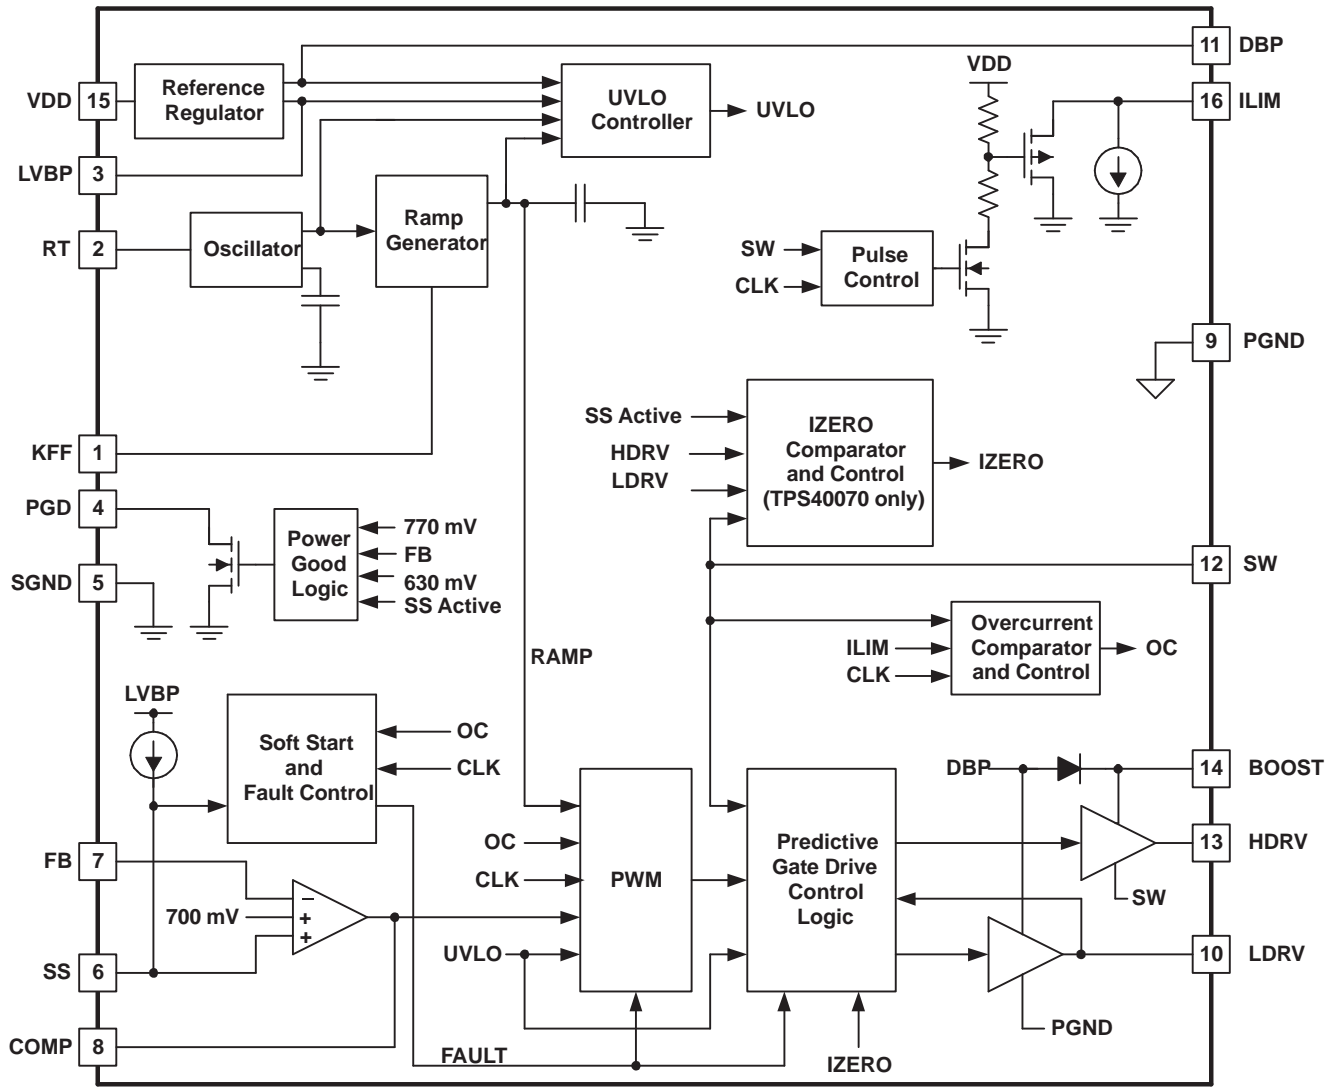 11 DBP
VDD
VDD 15
Reference
Regulator
UVLO
Controller
UVLO
16 ILIM
LVBP 3
RT 2
Oscillator
Ramp
Generator
SW
CLK
Pulse
Control
9 PGND
SS Active
HDRV
LDRV
IZERO
Comparator
and Control
(TPS40070 only)
IZERO
KFF 1
PGD 4
Power
Good
Logic
770 mV
FB
630 mV
SS Active
SGND 5
12 SW
Overcurrent
Comparator
and Control
ILIM
CLK
OC
RAMP
LVBP
Soft Start
and
Fault Control
OC
CLK
DBP
14 BOOST
13 HDRV
SW
FB 7
700 mV
−
+
+
OC
CLK
UVLO
PWM
Predictive
Gate Drive
Control
Logic
SS 6
10 LDRV
PGND
COMP 8
FAULT
IZERO